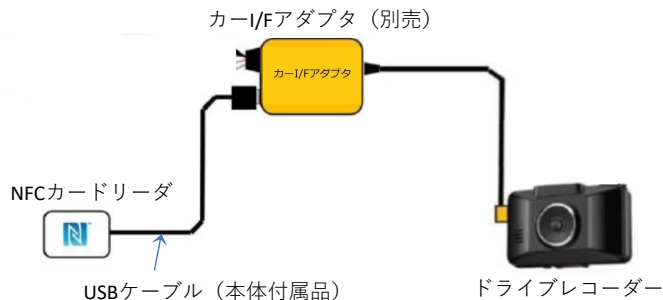 カーI/Fアダプタ（別売）
カーI/Fアダプタ
NFCカードリーダ
N
USBケーブル（本体付属品）
ドライブレコーダー